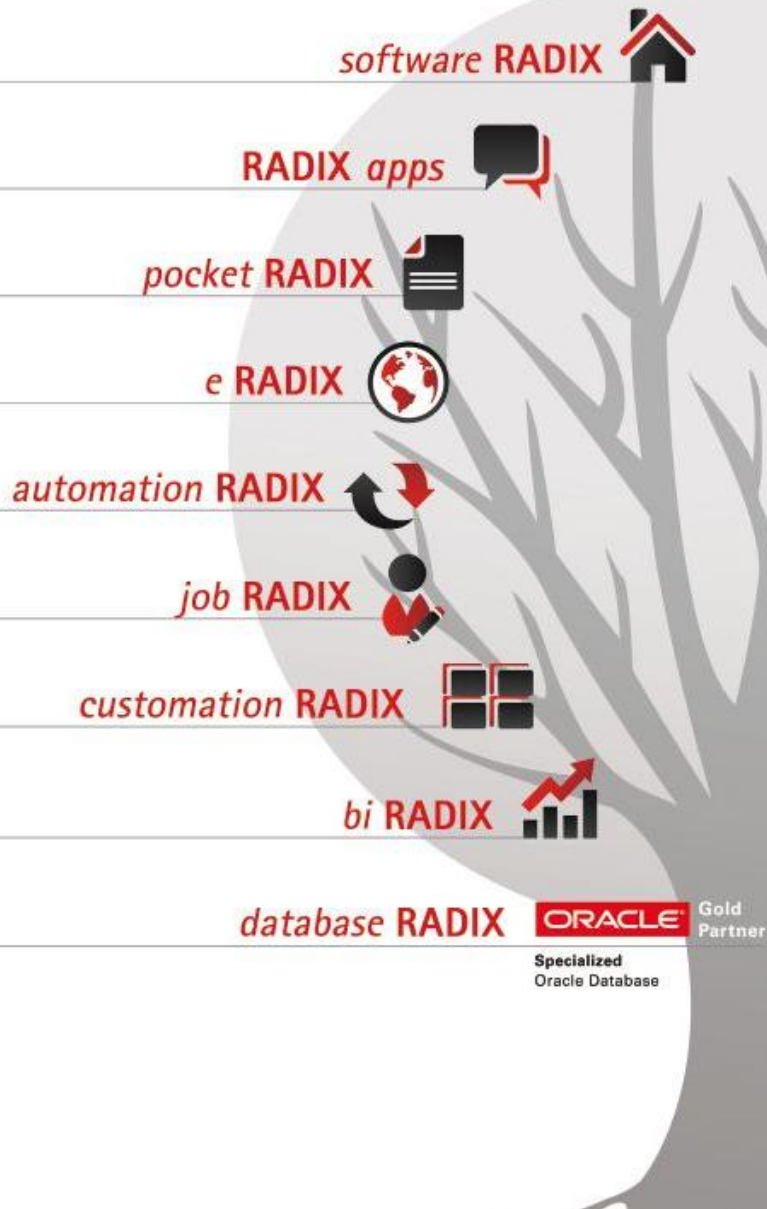 software RADIX
RADIX apps
pocket RADIX
e RADIX
automation RADIX
job RADIX
customation RADIX
bi RADIX
database RADIX
ORACLE Gold
Partner
Specialized
Oracle Database